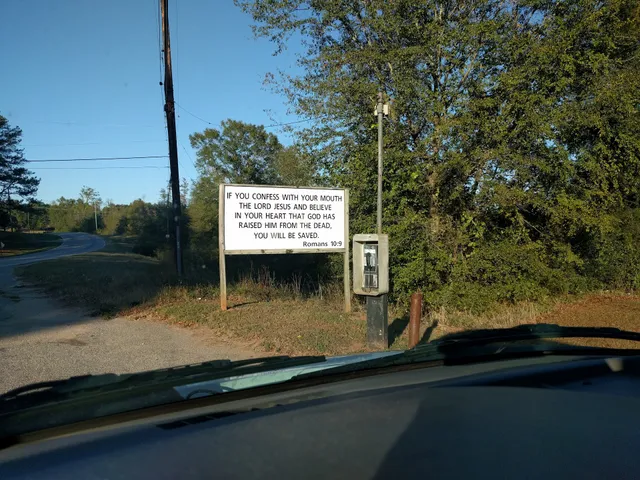 IF YOU CONFESS WITH YOUR MOUTH
THE LORD JESUS AND BELIEVE
IN YOUR HEART THAT GOD HAS
RAISED HIM FROM THE DEAD,
YOU WILL BE SAVED.
Romans 10:9